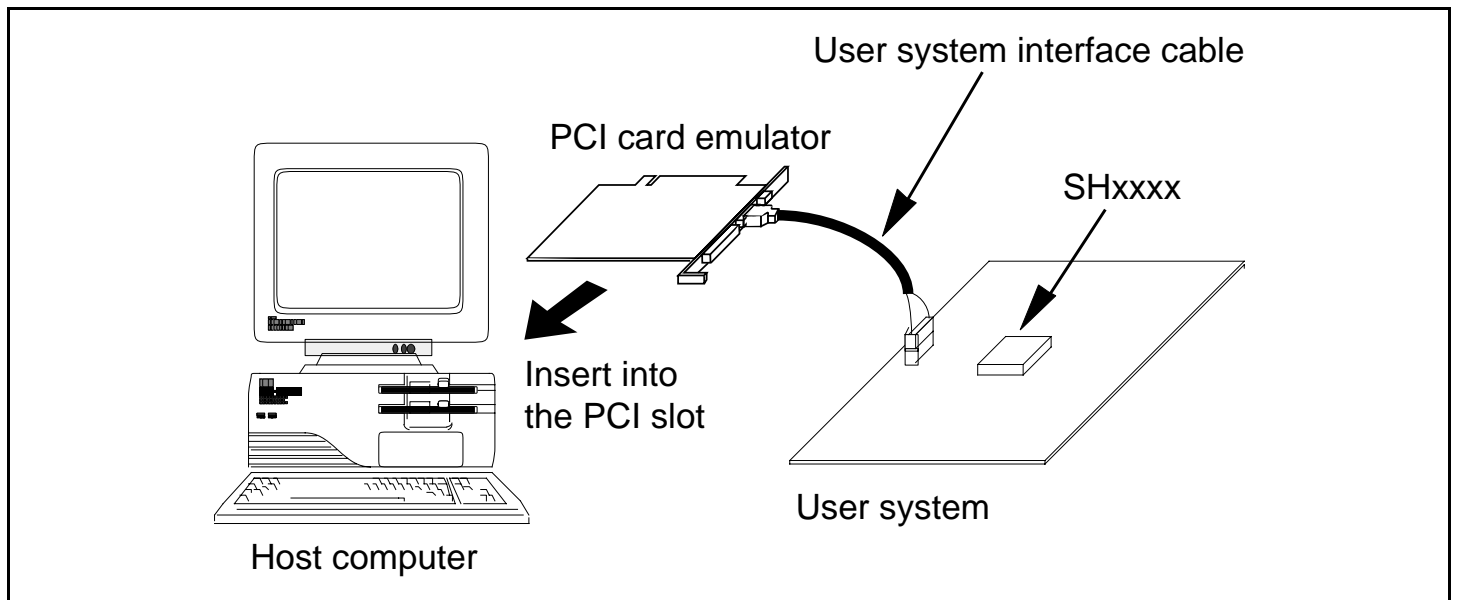 User system interface cable
PCI card emulator
SHxxxx
Insert into
the PCI slot
User system
Host computer